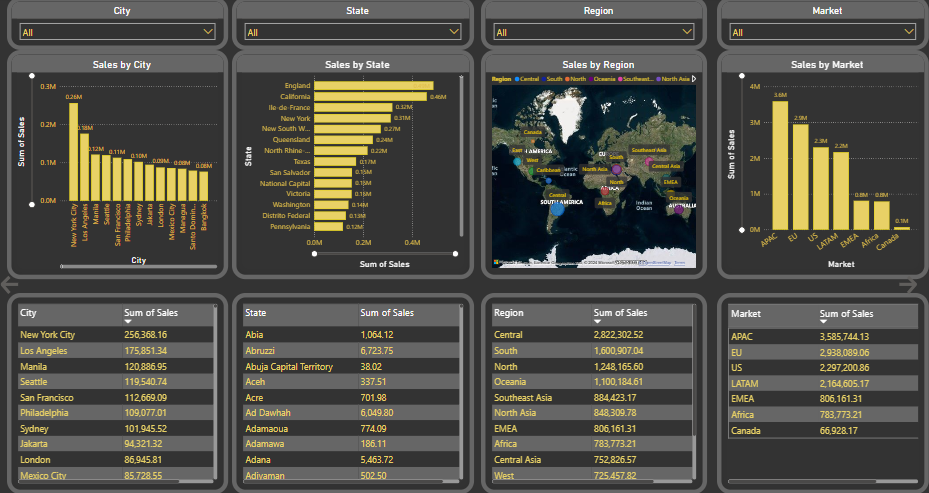 City
All
State
All
Region
All
Market
All
Sales by City
Sum of Sales
0.3M
0.2M
0.1M
0.0M
0.26M
0.18M
0.12M
0.11M
0.10M
0.09M
0.08M
0.08M
New York City
Los Angeles
Manila
Seattle
San Francisco
Philadelphia
Sydney
Jakarta
London
Mexico City
Managua
Santo Domin...
Bangkok
City
Sales by State
State
England
California
Ile-de-France
New York
New South W...
Queensland
North Rhine-...
Texas
San Salvador
National Capital
Victoria
Washington
Distrito Federal
Pennsylvania
0.46M
0.32M
0.31M
0.27M
0.24M
0.22M
0.17M
0.15M
0.15M
0.15M
0.14M
0.13M
0.12M
0.0M
0.2M
0.4M
Sum of Sales
Sales by Region
Region Central South North Oceania Southeast... North Asia
Canada
East
AMERICA
West
Caribbean
EU
South
Southeast Asia
North Asia
Central Asia
North
EMEA
Africa
Central
SOUTH AMERICA
Indian
Ocean
Oceania
AUSTRALIA
Sales by Market
Sum of Sales
4M
3M
2M
1M
0M
3.6M
2.9M
2.3M
2.2M
0.8M
0.8M
0.1M
APAC
EU
US
LATAM
EMEA
Africa
Canada
Market
City Sum of Sales
New York City 256,368.16
Los Angeles 175,851.34
Manila 120,886.95
Seattle 119,540.74
San Francisco 112,669.09
Philadelphia 109,077.01
Sydney 101,945.52
Jakarta 94,321.32
London 86,945.81
Mexico City 85,728.55
State Sum of Sales
Abia 1,064.12
Abruzzi 6,723.75
Abuja Capital Territory 38.02
Aceh 337.51
Acre 701.98
Ad Dawhah 6,049.80
Adamaoua 774.09
Adamawa 186.11
Adana 5,463.72
Adiyaman 502.50
Region Sum of Sales
Central 2,822,302.52
South 1,600,907.04
North 1,248,165.60
Oceania 1,100,184.61
Southeast Asia 884,423.17
North Asia 848,309.78
EMEA 806,161.31
Africa 783,773.21
Central Asia 752,826.57
West 725,457.82
Market Sum of Sales
APAC 3,585,744.13
EU 2,938,089.06
US 2,297,200.86
LATAM 2,164,605.17
EMEA 806,161.31
Africa 783,773.21
Canada 66,928.17